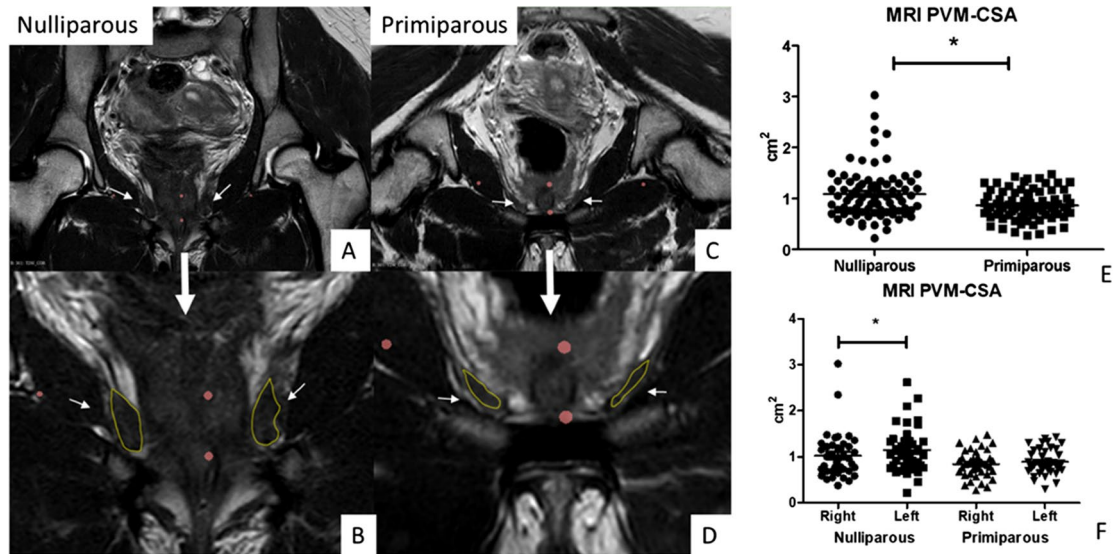 Nulliparous
A
B
Primiparous
C
D
MRI PVM-CSA
*
cm²
4
3
2
1
0
Nulliparous Primiparous
E
MRI PVM-CSA
*
cm²
4
3
2
1
0
Right Left Right Left
Nulliparous Primiparous
F